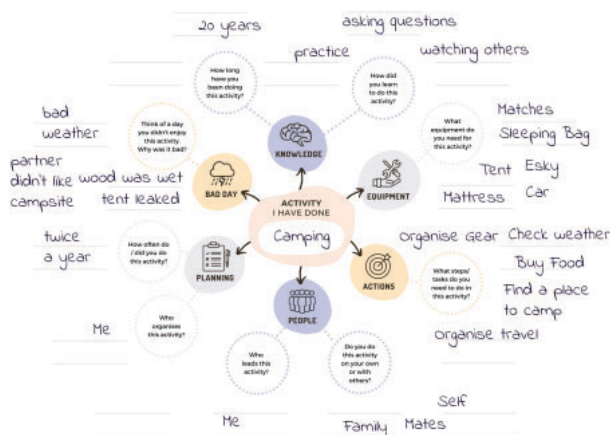 20 years
asking questions
practice
watching others
How long
have you
been doing
this activity?
How did
you learn
to do this
activity?
bad
weather
Think of a day
you didn't enjoy
this activity.
Why was it bad?
KNOWLEDGE
What
equipment do
you need for
this activity?
Matches
Sleeping Bag
partner
didn't like
campsite
wood was wet
tent leaked
BAD DAY
EQUIPMENT
Tent
Esky
Mattress
Car
ACTIVITY
I HAVE DONE
Camping
twice
a year
How often do
/ did you do
this activity?
PLANNING
ACTIONS
organise Gear
Check weather
What steps/
tasks do you
need to do in
this activity?
Buy Food
Find a place
to camp
organise travel
Me
Who
organises
this activity?
PEOPLE
Who
leads this
activity?
Do you do
this activity
on your own
or with
others?
Me
Self
Family
Mates